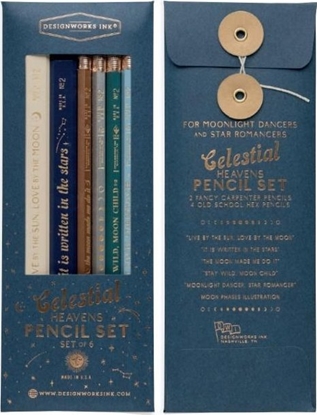 DESIGNWORKS INK®
LIVE BY THE SUN, LOVE BY THE MOON
it is written in the stars
Nº2
WILD, MOON CHILD
Celestial
HEAVENS
PENCIL SET
SET OF 6
MADE IN U.S.A.
WWW.DESIGNWORKSINK.COM
FOR MOONLIGHT DANCERS
AND STAR ROMANCERS
Celestial
HEAVENS
PENCIL SET
2 FANCY CARPENTER PENCILS
4 OLD SCHOOL HEX PENCILS
"LIVE BY THE SUN, LOVE BY THE MOON"
"IT IS WRITTEN IN THE STARS"
"THE MOON MADE US DO IT"
"STAY WILD, MOON CHILD"
"MOONLIGHT DANCER, STAR ROMANCER"
MOON PHASES ILLUSTRATION
DESIGNWORKS INK
NASHVILLE, TN